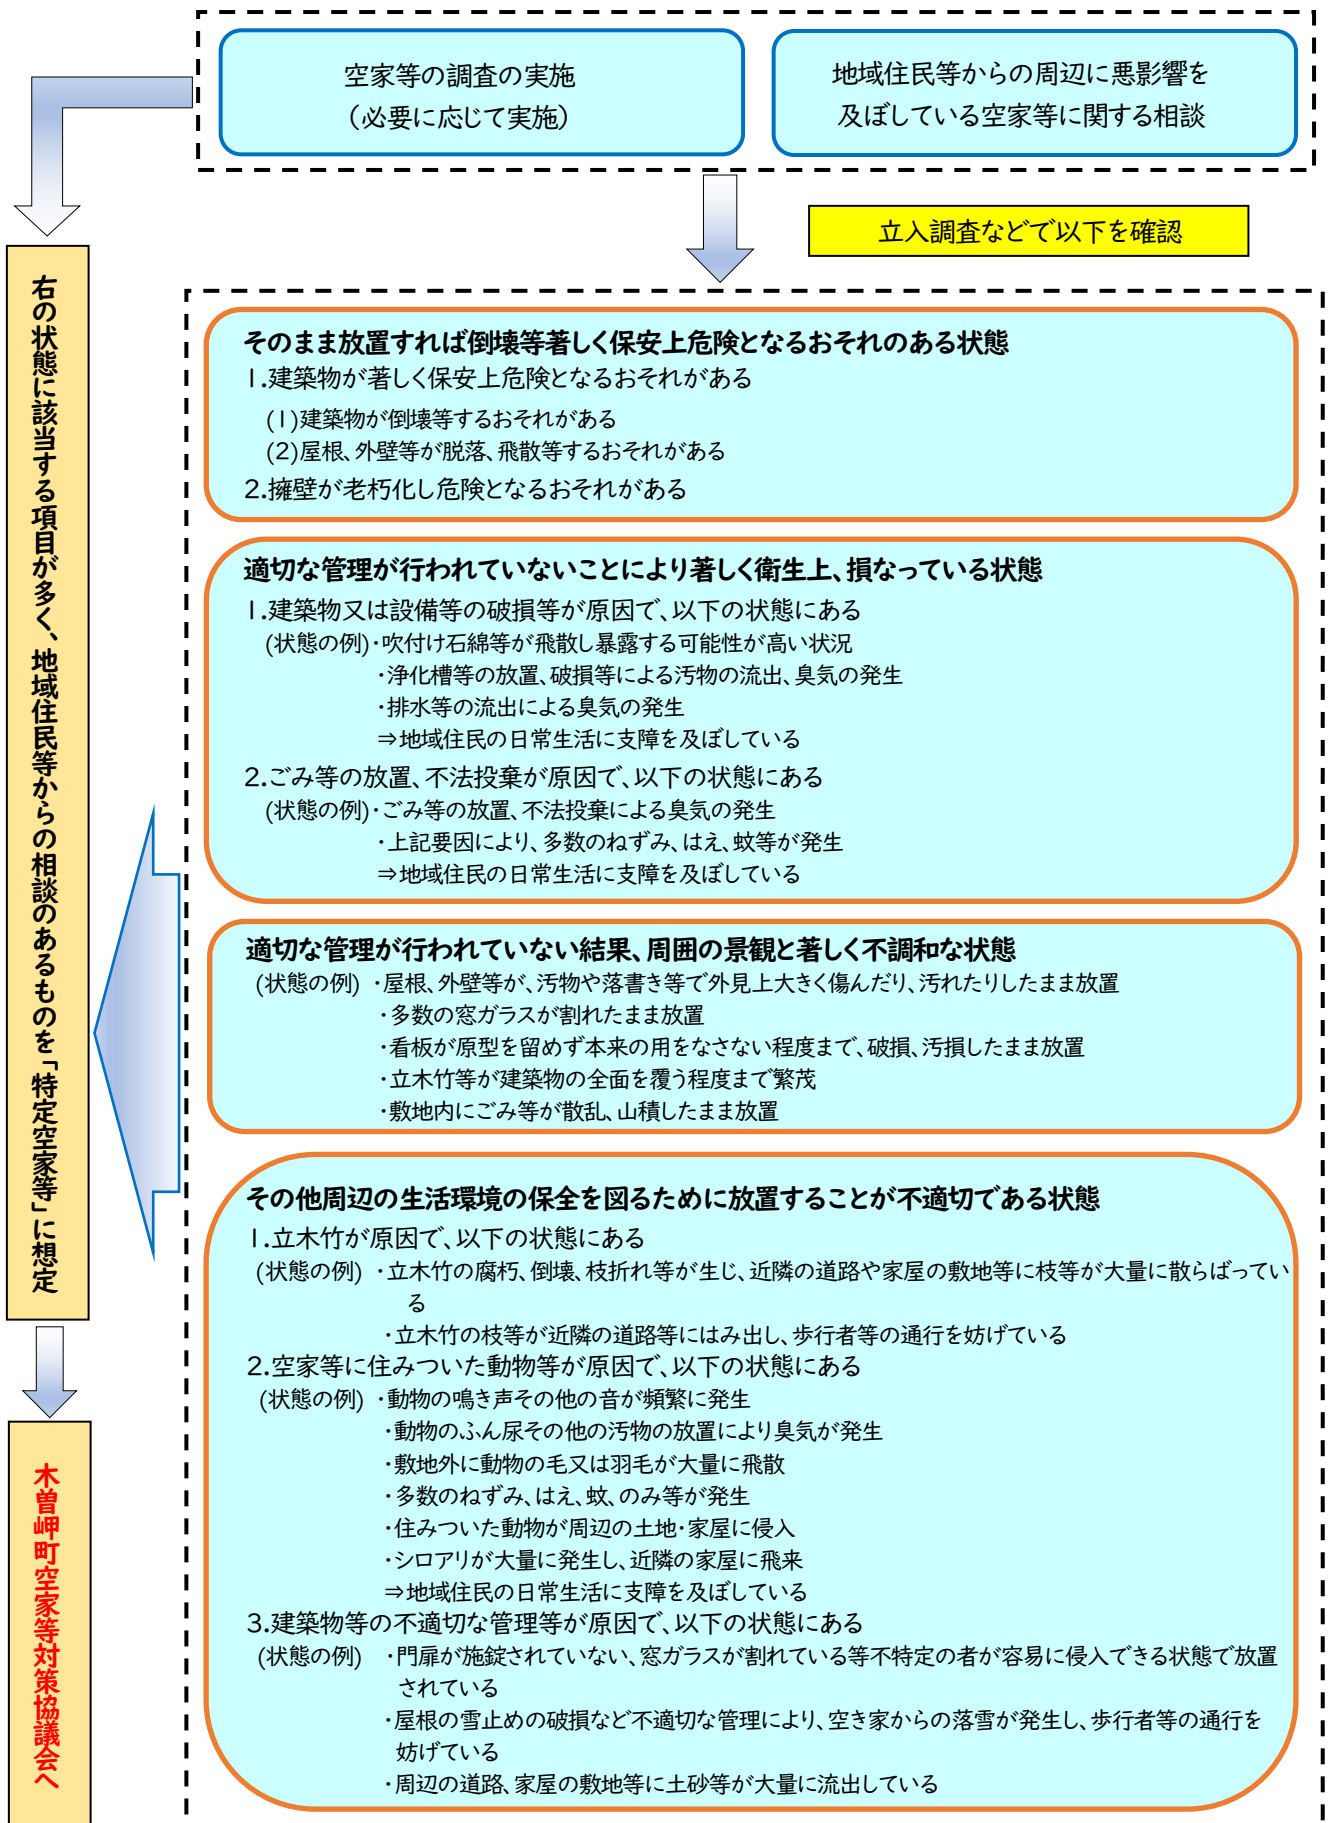 空家等の調査の実施
（必要に応じて実施）
地域住民等からの周辺に悪影響を
及ぼしている空家等に関する相談
立入調査などで以下を確認
右の状態に該当する項目が多く、地域住民等からの相談のあるものを「特定空家等」に想定
そのまま放置すれば倒壊等著しく保安上危険となるおそれのある状態
1.建築物が著しく保安上危険となるおそれがある
(1)建築物が倒壊等するおそれがある
(2)屋根、外壁等が脱落、飛散等するおそれがある
2.擁壁が老朽化し危険となるおそれがある
適切な管理が行われていないことにより著しく衛生上、損なっている状態
1.建築物又は設備等の破損等が原因で、以下の状態にある
(状態の例)・吹付け石綿等が飛散し暴露する可能性が高い状況
・浄化槽等の放置、破損等による汚物の流出、臭気の発生
・排水等の流出による臭気の発生
⇒地域住民の日常生活に支障を及ぼしている
2.ごみ等の放置、不法投棄が原因で、以下の状態にある
(状態の例)・ごみ等の放置、不法投棄による臭気の発生
・上記要因により、多数のねずみ、はえ、蚊等が発生
⇒地域住民の日常生活に支障を及ぼしている
適切な管理が行われていない結果、周囲の景観と著しく不調和な状態
(状態の例) ・屋根、外壁等が、汚物や落書き等で外見上大きく傷んだり、汚れたりしたまま放置
・多数の窓ガラスが割れたまま放置
・看板が原型を留めず本来の用をなさない程度まで、破損、汚損したまま放置
・立木竹等が建築物の全面を覆う程度まで繁茂
・敷地内にごみ等が散乱、山積したまま放置
その他周辺の生活環境の保全を図るために放置することが不適切である状態
1.立木竹が原因で、以下の状態にある
(状態の例) ・立木竹の腐朽、倒壊、枝折れ等が生じ、近隣の道路や家屋の敷地等に枝等が大量に散らばってい
る
・立木竹の枝等が近隣の道路等にはみ出し、歩行者等の通行を妨げている
2.空家等に住みついた動物等が原因で、以下の状態にある
(状態の例) ・動物の鳴き声その他の音が頻繁に発生
・動物のふん尿その他の汚物の放置により臭気が発生
・敷地外に動物の毛又は羽毛が大量に飛散
・多数のねずみ、はえ、蚊、のみ等が発生
・住みついた動物が周辺の土地・家屋に侵入
・シロアリが大量に発生し、近隣の家屋に飛来
⇒地域住民の日常生活に支障を及ぼしている
3.建築物等の不適切な管理等が原因で、以下の状態にある
(状態の例) ・門扉が施錠されていない、窓ガラスが割れている等不特定の者が容易に侵入できる状態で放置
されている
・屋根の雪止めの破損など不適切な管理により、空き家からの落雪が発生し、歩行者等の通行を
妨げている
・周辺の道路、家屋の敷地等に土砂等が大量に流出している
木曽岬町空家等対策協議会へ